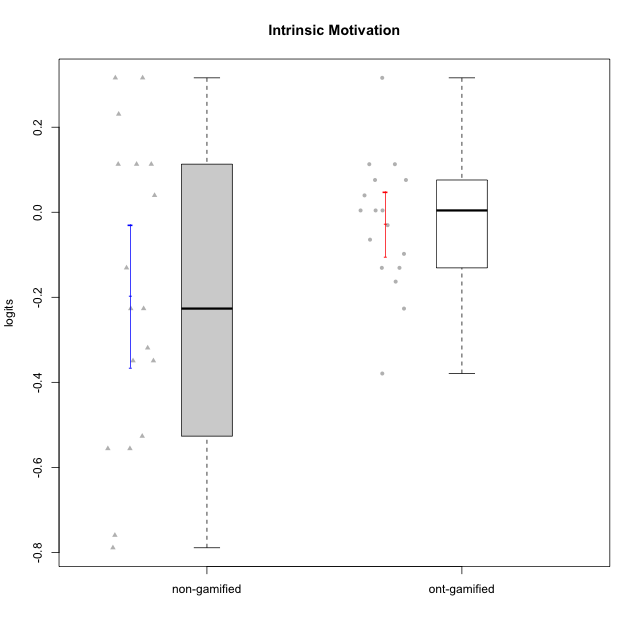 Intrinsic Motivation
0.2
0.0
-0.2
-0.4
-0.6
-0.8
logits
non-gamified
ont-gamified